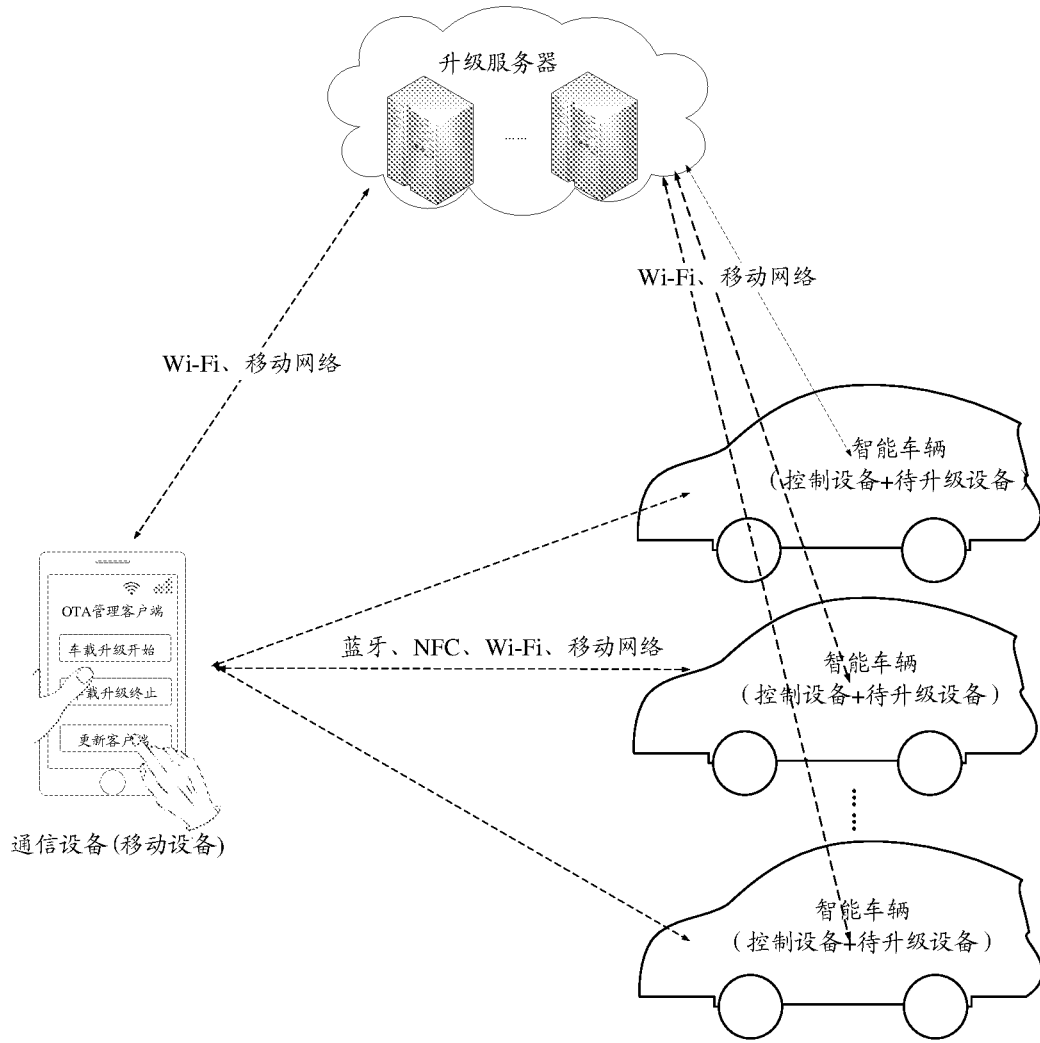 升级服务器
……
Wi-Fi、移动网络
Wi-Fi、移动网络
智能车辆
(控制设备+待升级设备)
OTA管理客户端
车载升级开始
车载升级终止
更新客户端
蓝牙、NFC、Wi-Fi、移动网络
智能车辆
(控制设备+待升级设备)
通信设备(移动设备)
智能车辆
(控制设备+待升级设备)